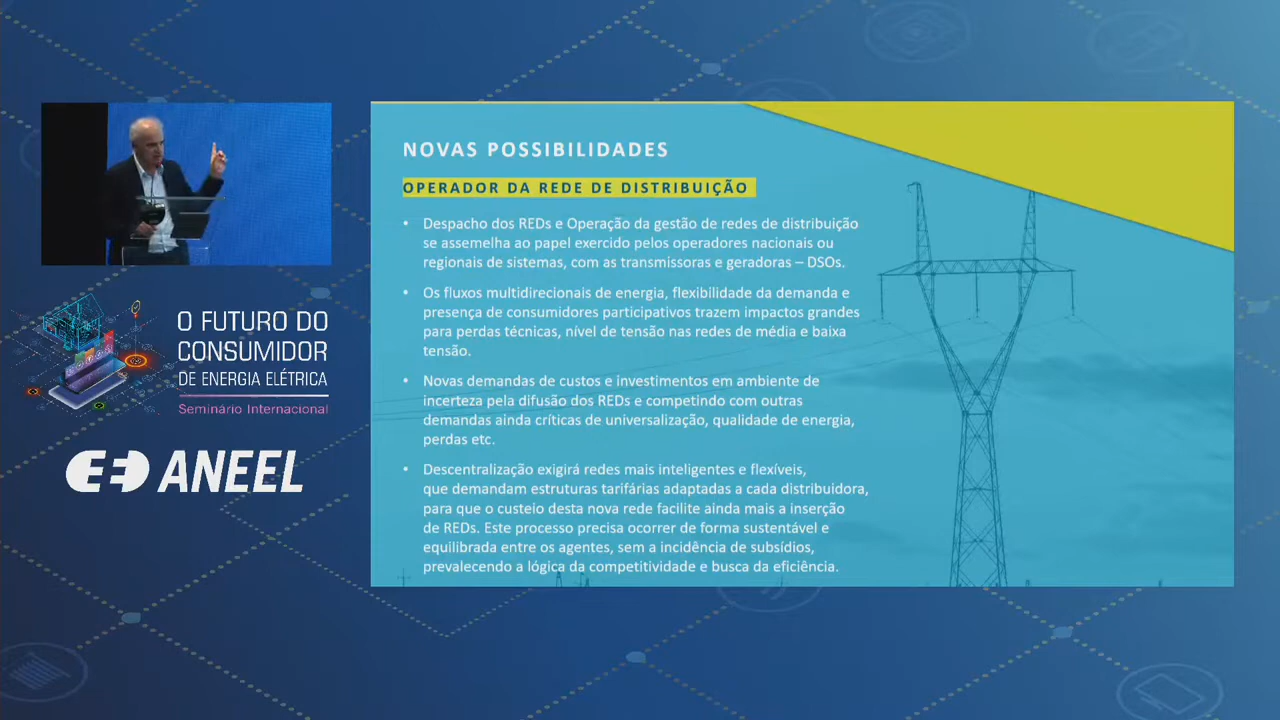 NOVAS POSSIBILIDADES
OPERADOR DA REDE DE DISTRIBUIÇÃO
• Despacho dos REDs e Operação da gestão de redes de distribuição
se assemelha ao papel exercido pelos operadores nacionais ou
regionais de sistemas, com as transmissoras e geradoras – DSOs.
• Os fluxos multidirecionais de energia, flexibilidade da demanda e
presença de consumidores participativos trazem impactos grandes
para perdas técnicas, nível de tensão nas redes de média e baixa
tensão.
• Novas demandas de custos e investimentos em ambiente de
incerteza pela difusão dos REDs e competindo com outras
demandas ainda críticas de universalização, qualidade de energia,
perdas etc.
• Descentralização exigirá redes mais inteligentes e flexíveis,
que demandam estruturas tarifárias adaptadas a cada distribuidora,
para que o custeio desta nova rede facilite ainda mais a inserção
de REDs. Este processo precisa ocorrer de forma sustentável e
equilibrada entre os agentes, sem a incidência de subsídios,
prevalecendo a lógica da competitividade e busca da eficiência.
O FUTURO DO
CONSUMIDOR
DE ENERGIA ELÉTRICA
Seminário Internacional
ANEEL